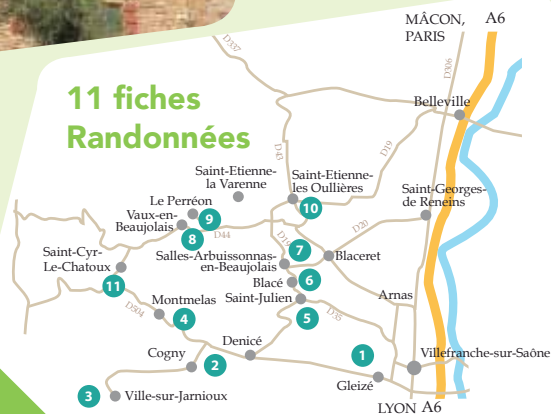 MÂCON, A6
PARIS
D337
D306
11 fiches
Randonnées
Belleville
D43
D19
Saint-Etienne-
la Varenne
Saint-Etienne-
les Oullières
Le Perréon
9
10
Saint-Georges-
de Reneins
Vaux-en-
Beaujolais
8
D44
D20
D19
7
Saint-Cyr-
Le-Chatoux
Salles-Arbuissonnas-
en-Beaujolais
Blaceret
11
Blacé
6
D504
Montmelas
4
Saint-Julien
5
D35
Arnas
Denicé
Cogny
2
1
Villefranche-sur-Saône
3
Ville-sur-Jarnioux
Gleizé
LYON A6